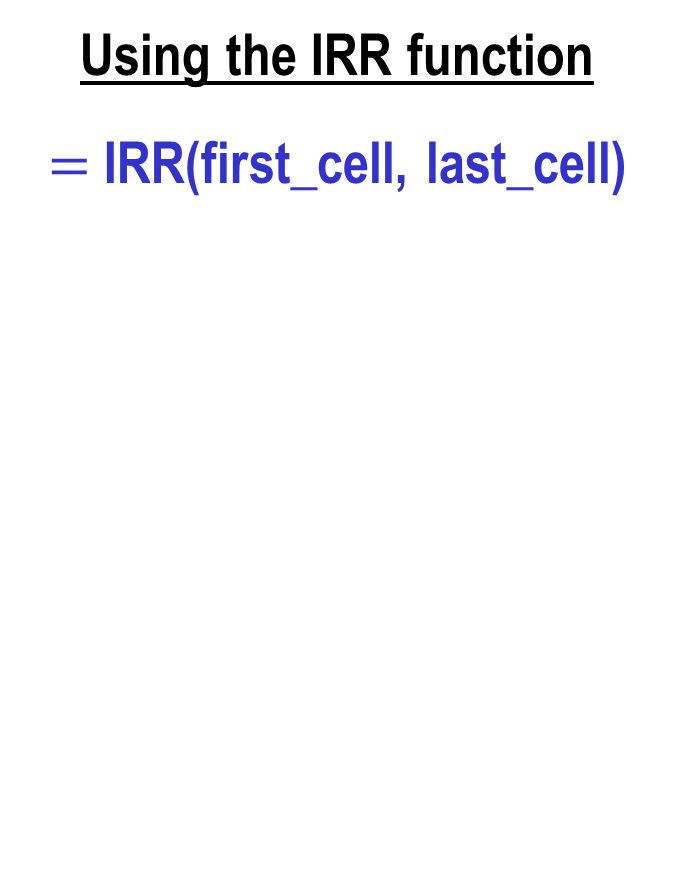 Using the IRR function
= IRR(first_cell, last_cell)